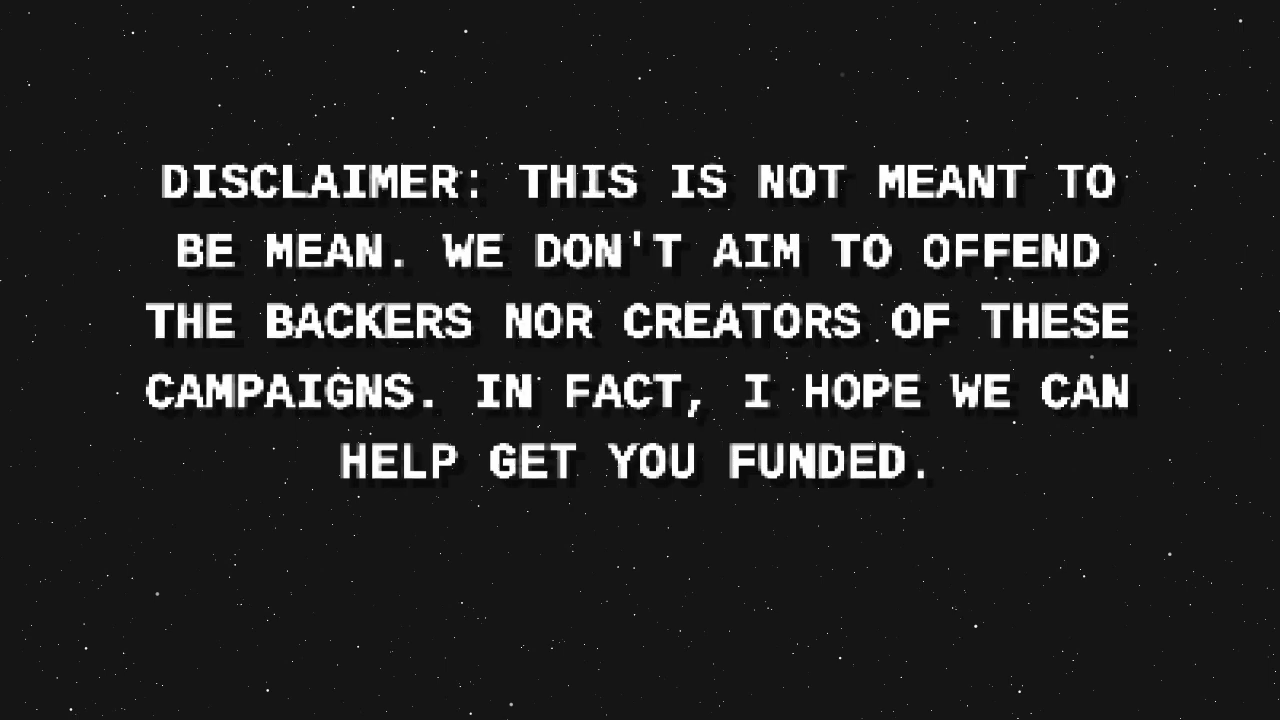 DISCLAIMER: THIS IS NOT MEANT TO
BE MEAN. WE DON'T AIM TO OFFEND
THE BACKERS NOR CREATORS OF THESE
CAMPAIGNS. IN FACT, I HOPE WE CAN
HELP GET YOU FUNDED.